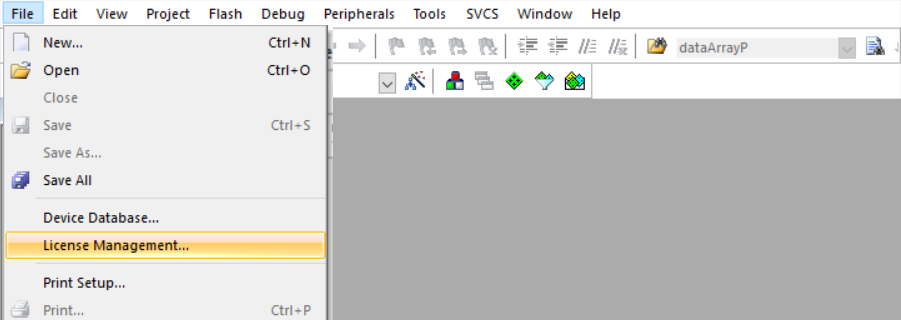 File Edit View Project Flash Debug Peripherals Tools SVCS Window Help
New... Ctrl+N
dataArrayP
Open Ctrl+O
Close
Save Ctrl+S
Save As...
Save All
Device Database...
License Management...
Print Setup...
Print... Ctrl+P